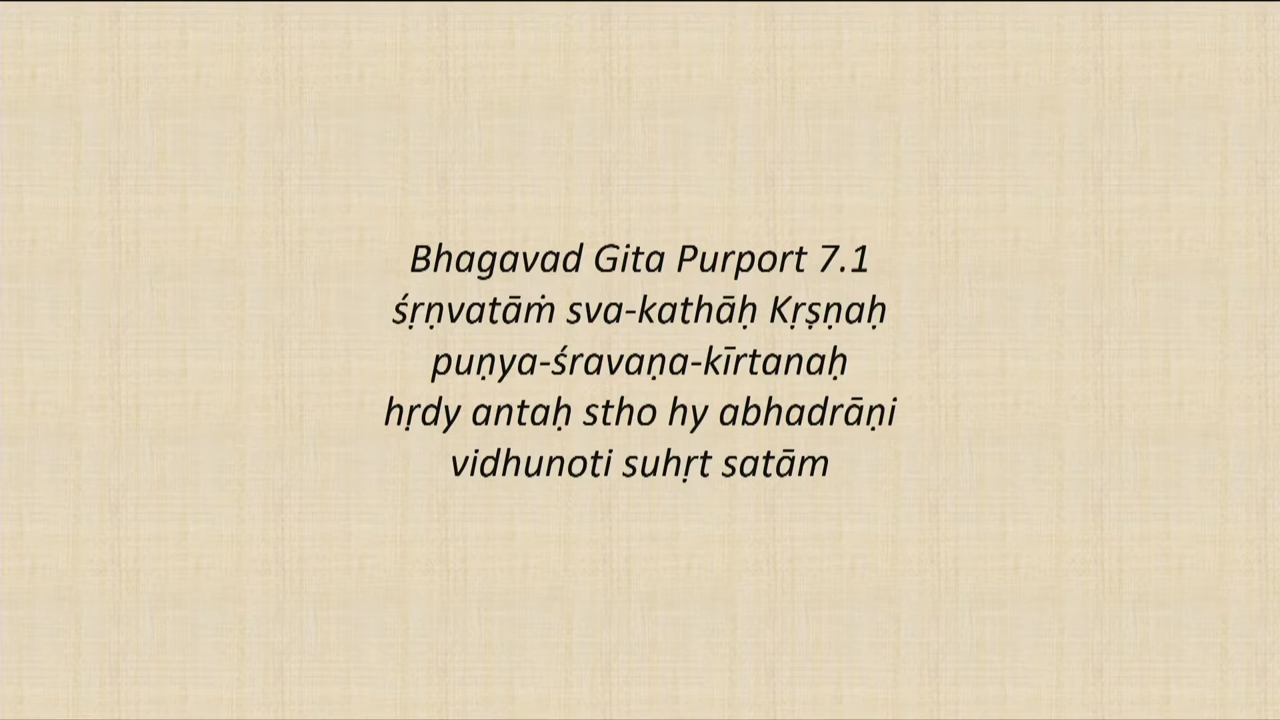 Bhagavad Gita Purport 7.1
śṛṇvatāṁ sva-kathāḥ Kṛṣṇaḥ
puṇya-śravaṇa-kīrtanaḥ
hṛdy antaḥ stho hy abhadrāṇi
vidhunoti suhṛt satām